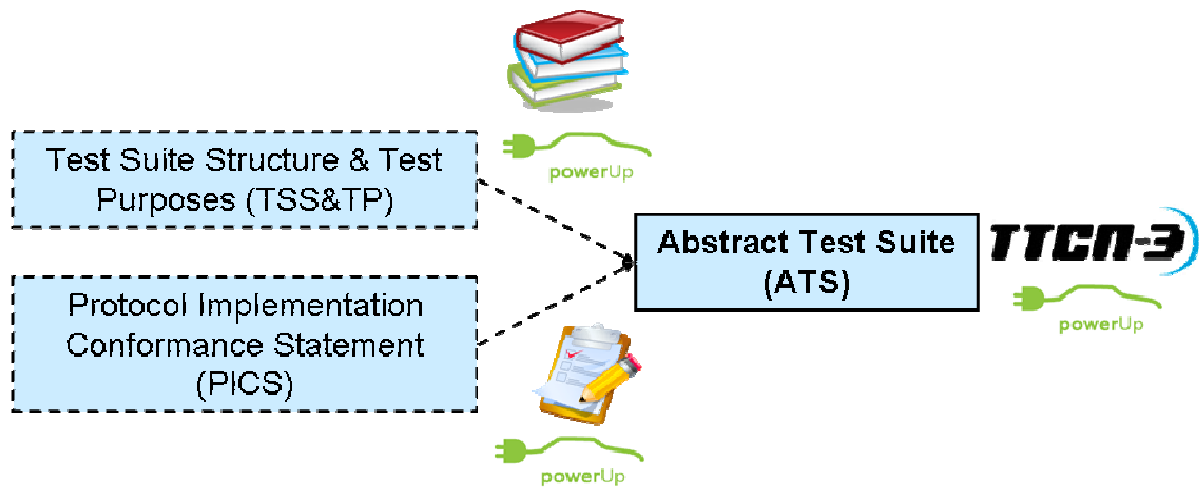 powerUp
Test Suite Structure & Test
Purposes (TSS&TP)
Abstract Test Suite
(ATS)
TTCN-3
powerUp
Protocol Implementation
Conformance Statement
(PICS)
powerUp